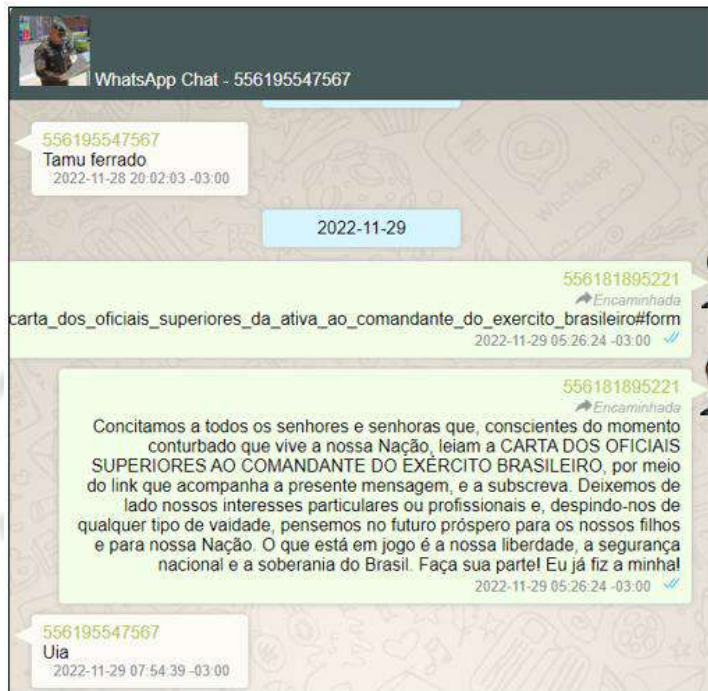 WhatsApp Chat - 556195547567
556195547567
Tamu ferrado
2022-11-28 20:02:03 -03:00
2022-11-29
556181895221
Encaminhada
carta_dos_oficiais_superiores_da_ativa_ao_comandante_do_exercito_brasileiro#form
2022-11-29 05:26:24 -03:00
556181895221
Encaminhada
Concitamos a todos os senhores e senhoras que, conscientes do momento
conturbado que vive a nossa Nação, leiam a CARTA DOS OFICIAIS
SUPERIORES AO COMANDANTE DO EXÉRCITO BRASILEIRO, por meio
do link que acompanha a presente mensagem, e a subscreva. Deixemos de
lado nossos interesses particulares ou profissionais e, despindo-nos de
qualquer tipo de vaidade, pensemos no futuro próspero para os nossos filhos
e para nossa Nação. O que está em jogo é a nossa liberdade, a segurança
nacional e a soberania do Brasil. Faça sua parte! Eu já fiz a minha!
2022-11-29 05:26:24 -03:00
556195547567
Uia
2022-11-29 07:54:39 -03:00